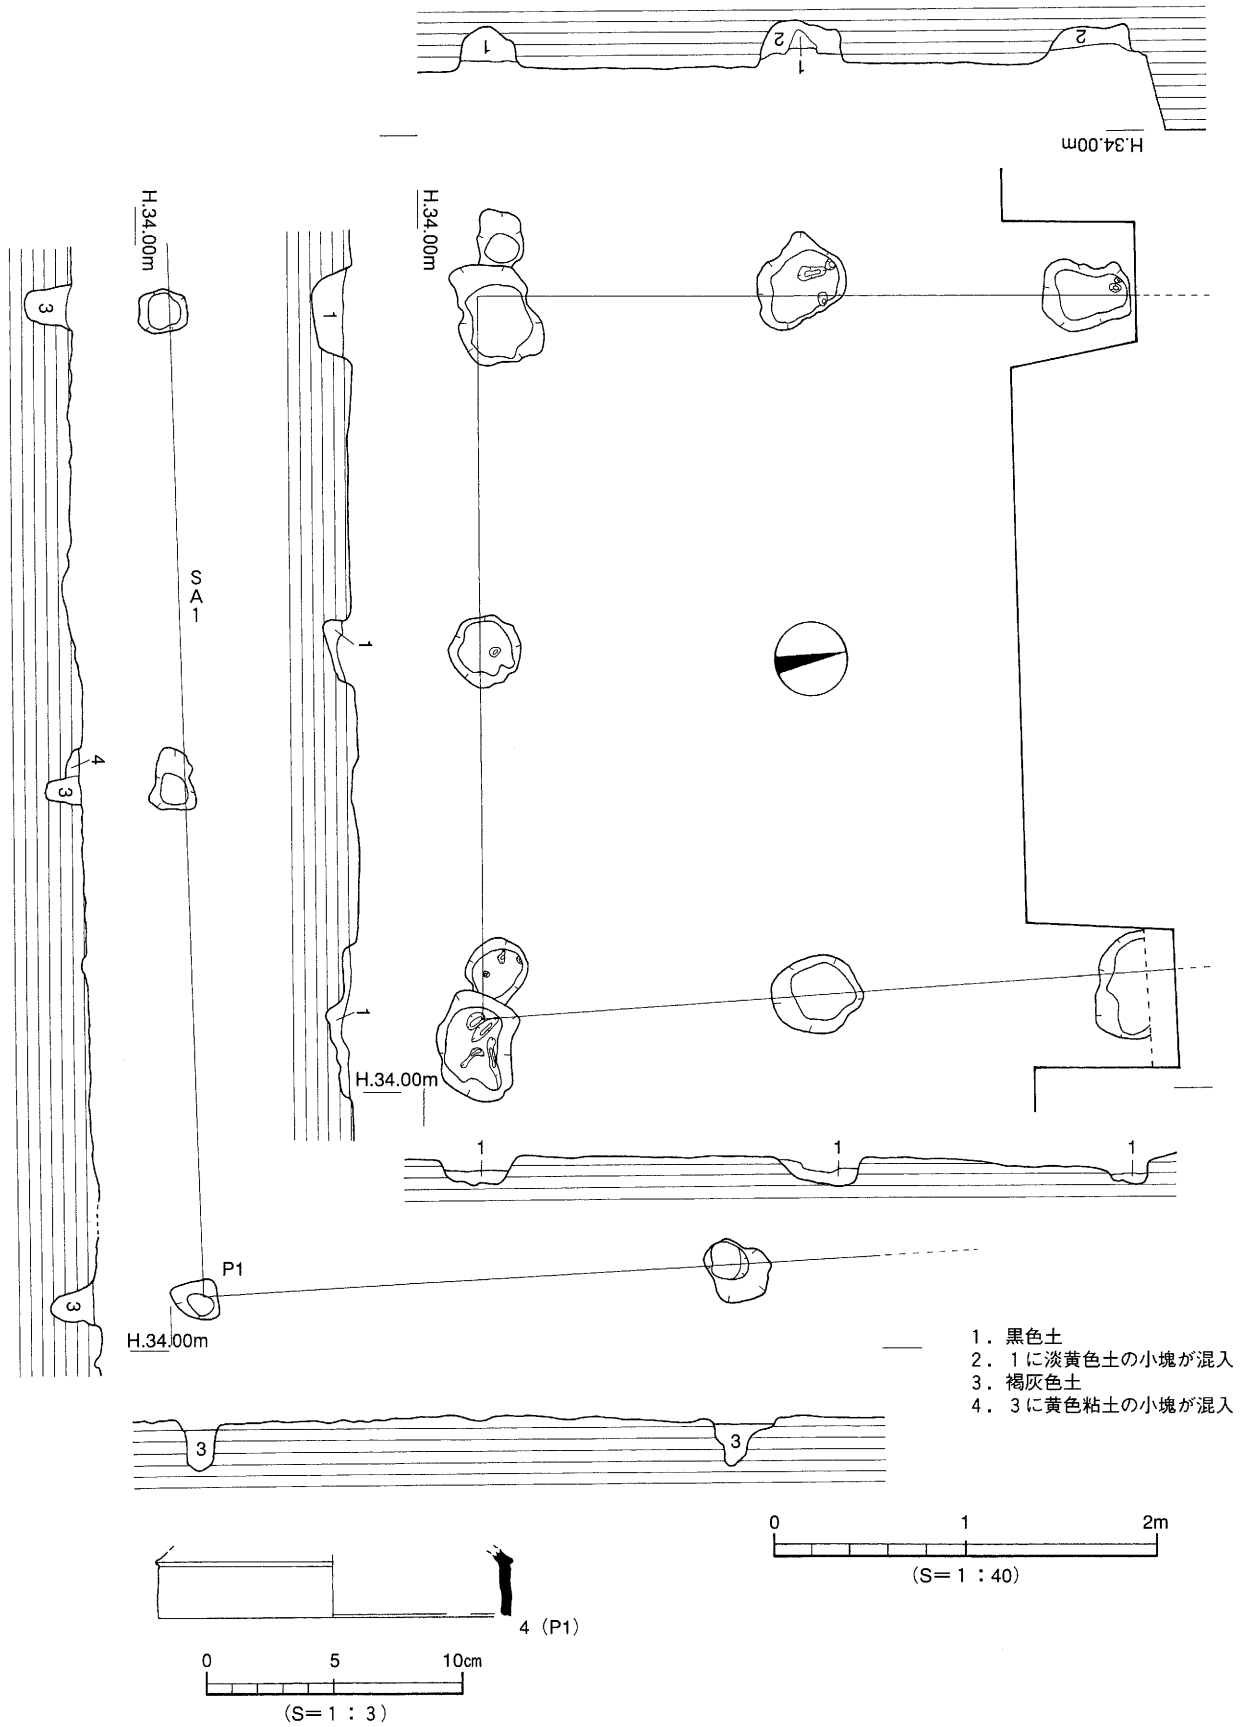 1
2
1
2
H.34.00m
H.34.00m
H.34.00m
3
1
SA1
1
4
3
1
H.34.00m
1
1
1
P1
3
H.34.00m
1．黒色土
2．1に淡黄色土の小塊が混入
3．褐灰色土
4．3に黄色粘土の小塊が混入
3
3
0 1 2m
(S＝1：40)
4（P1）
0 5 10cm
(S＝1：3)